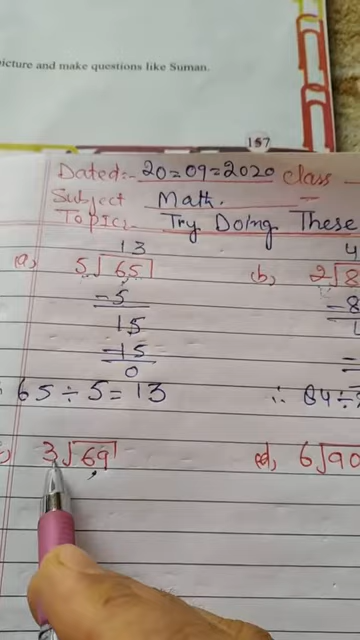 picture and make questions like Suman.
157
Dated:- 20=09=2020 Class
Subject Math.
Topic:- Try Doing These
(a) 13 (b) 4
5√65 2√8
-5 -8
15
-15
0
65÷5=13 ∴ 84÷
3√69 (d) 6√90